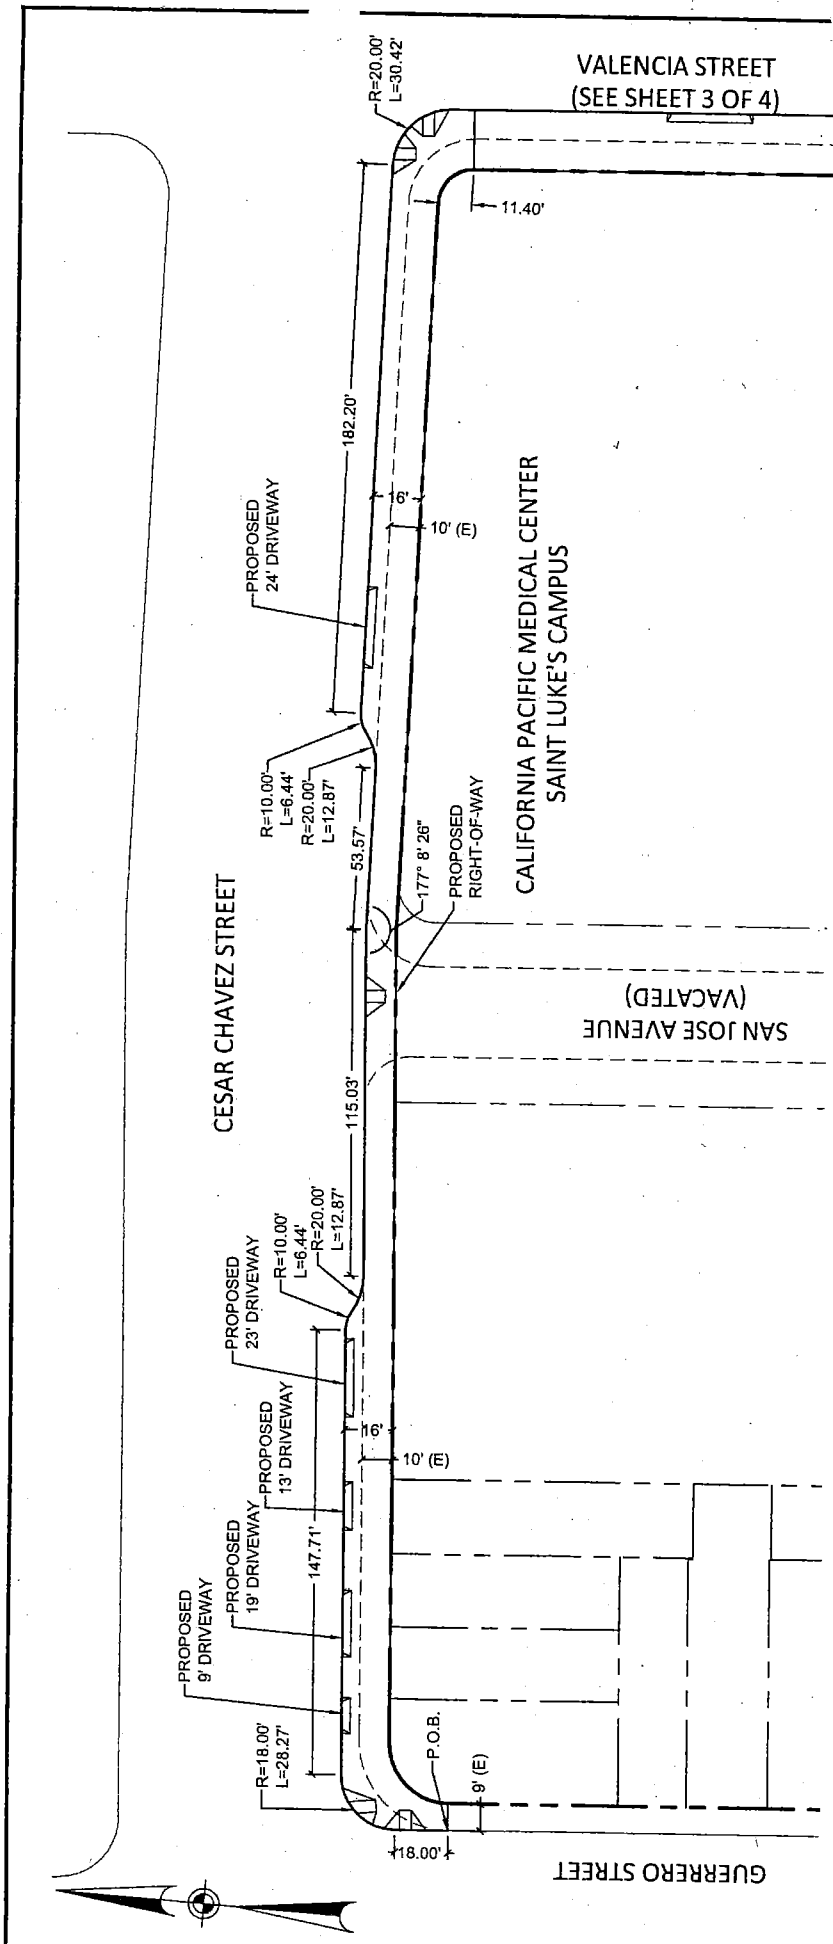 VALENCIA STREET
(SEE SHEET 3 OF 4)
R=20.00'
L=30.42'
11.40'
182.20'
16'
10' (E)
PROPOSED
24' DRIVEWAY
CALIFORNIA PACIFIC MEDICAL CENTER
SAINT LUKE'S CAMPUS
R=10.00'
L=6.44'
R=20.00'
L=12.87'
53.57'
177° 8' 26"
PROPOSED
RIGHT-OF-WAY
CESAR CHAVEZ STREET
SAN JOSE AVENUE
(VACATED)
115.03'
R=10.00'
L=6.44'
R=20.00'
L=12.87'
PROPOSED
23' DRIVEWAY
16'
10' (E)
PROPOSED
13' DRIVEWAY
PROPOSED
19' DRIVEWAY
147.71'
PROPOSED
9' DRIVEWAY
R=18.00'
L=28.27'
P.O.B.
9' (E)
18.00'
GUERRERO STREET